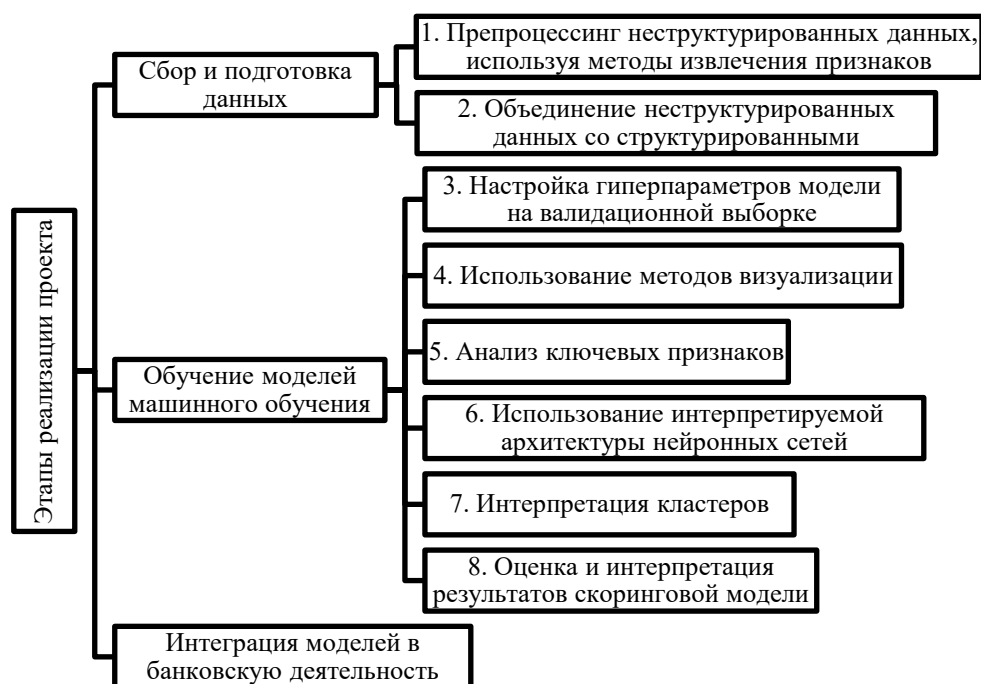 Этапы реализации проекта
Сбор и подготовка
данных
1. Препроцессинг неструктурированных данных,
используя методы извлечения признаков
2. Объединение неструктурированных
данных со структурированными
Обучение моделей
машинного обучения
3. Настройка гиперпараметров модели
на валидационной выборке
4. Использование методов визуализации
5. Анализ ключевых признаков
6. Использование интерпретируемой
архитектуры нейронных сетей
7. Интерпретация кластеров
8. Оценка и интерпретация
результатов скоринговой модели
Интеграция моделей в
банковскую деятельность